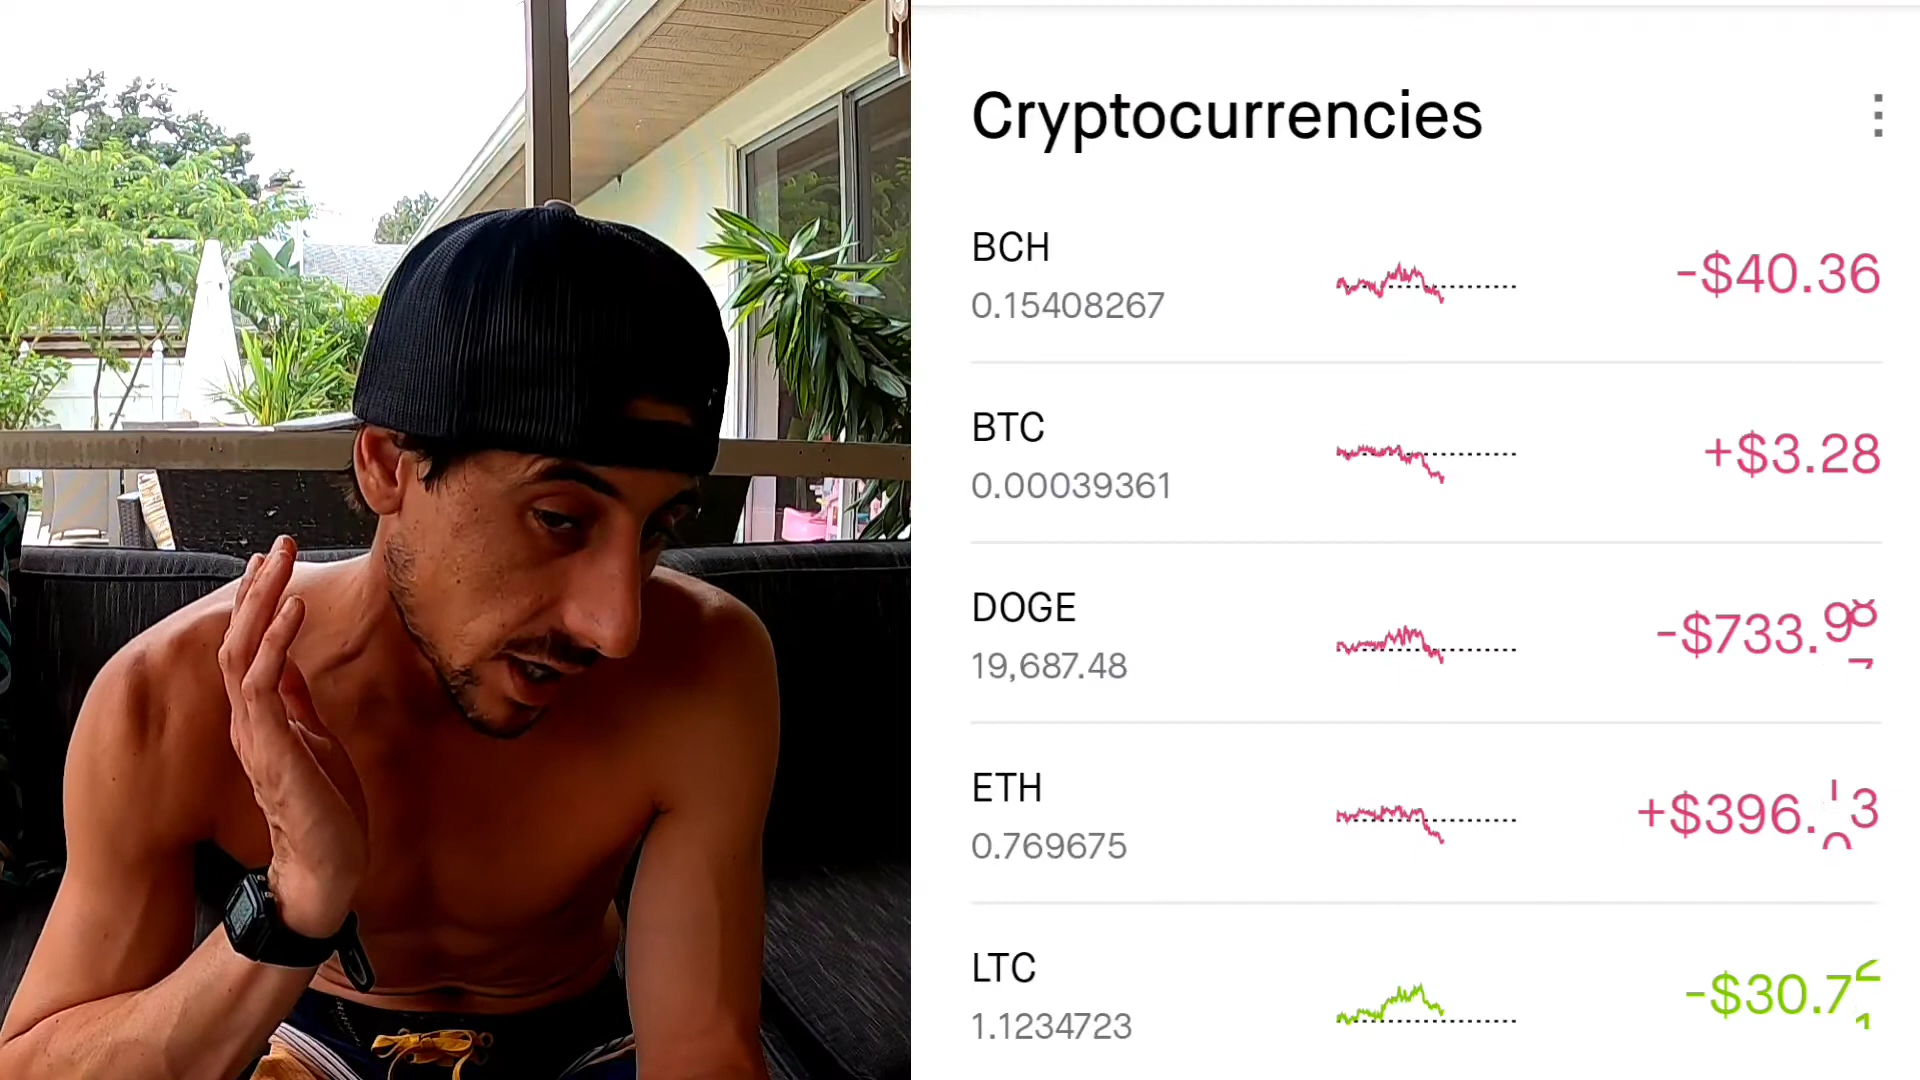 Cryptocurrencies
BCH
0.15408267
-$40.36
BTC
0.00039361
+$3.28
DOGE
19,687.48
ETH
0.769675
LTC
1.1234723